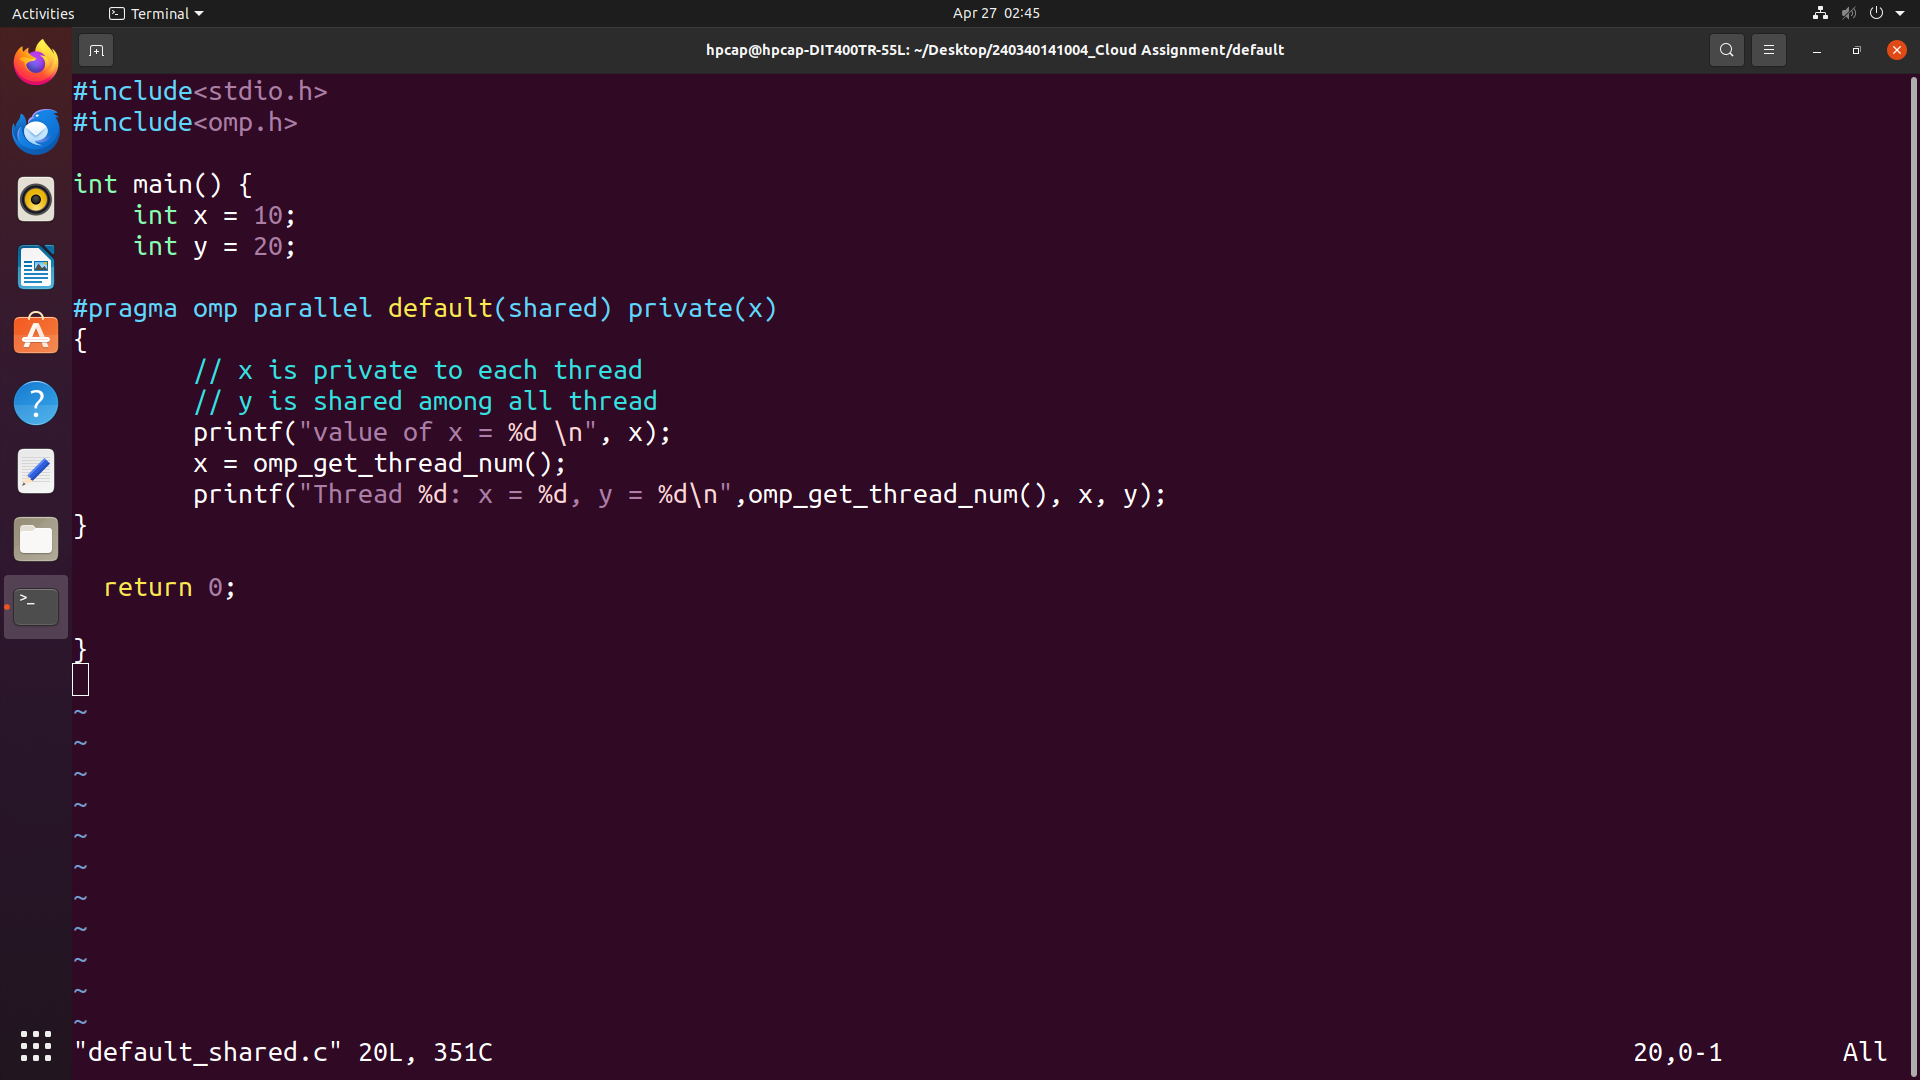 Activities Terminal Apr 27 02:45
hpcap@hpcap-DIT400TR-55L: ~/Desktop/240340141004_Cloud Assignment/default
#include<stdio.h>
#include<omp.h>
int main() {
    int x = 10;
    int y = 20;
#pragma omp parallel default(shared) private(x)
{
        // x is private to each thread
        // y is shared among all thread
        printf("value of x = %d \n", x);
        x = omp_get_thread_num();
        printf("Thread %d: x = %d, y = %d\n",omp_get_thread_num(), x, y);
}
  return 0;
}
~
~
~
~
~
~
~
~
~
~
~
"default_shared.c" 20L, 351C 20,0-1 All